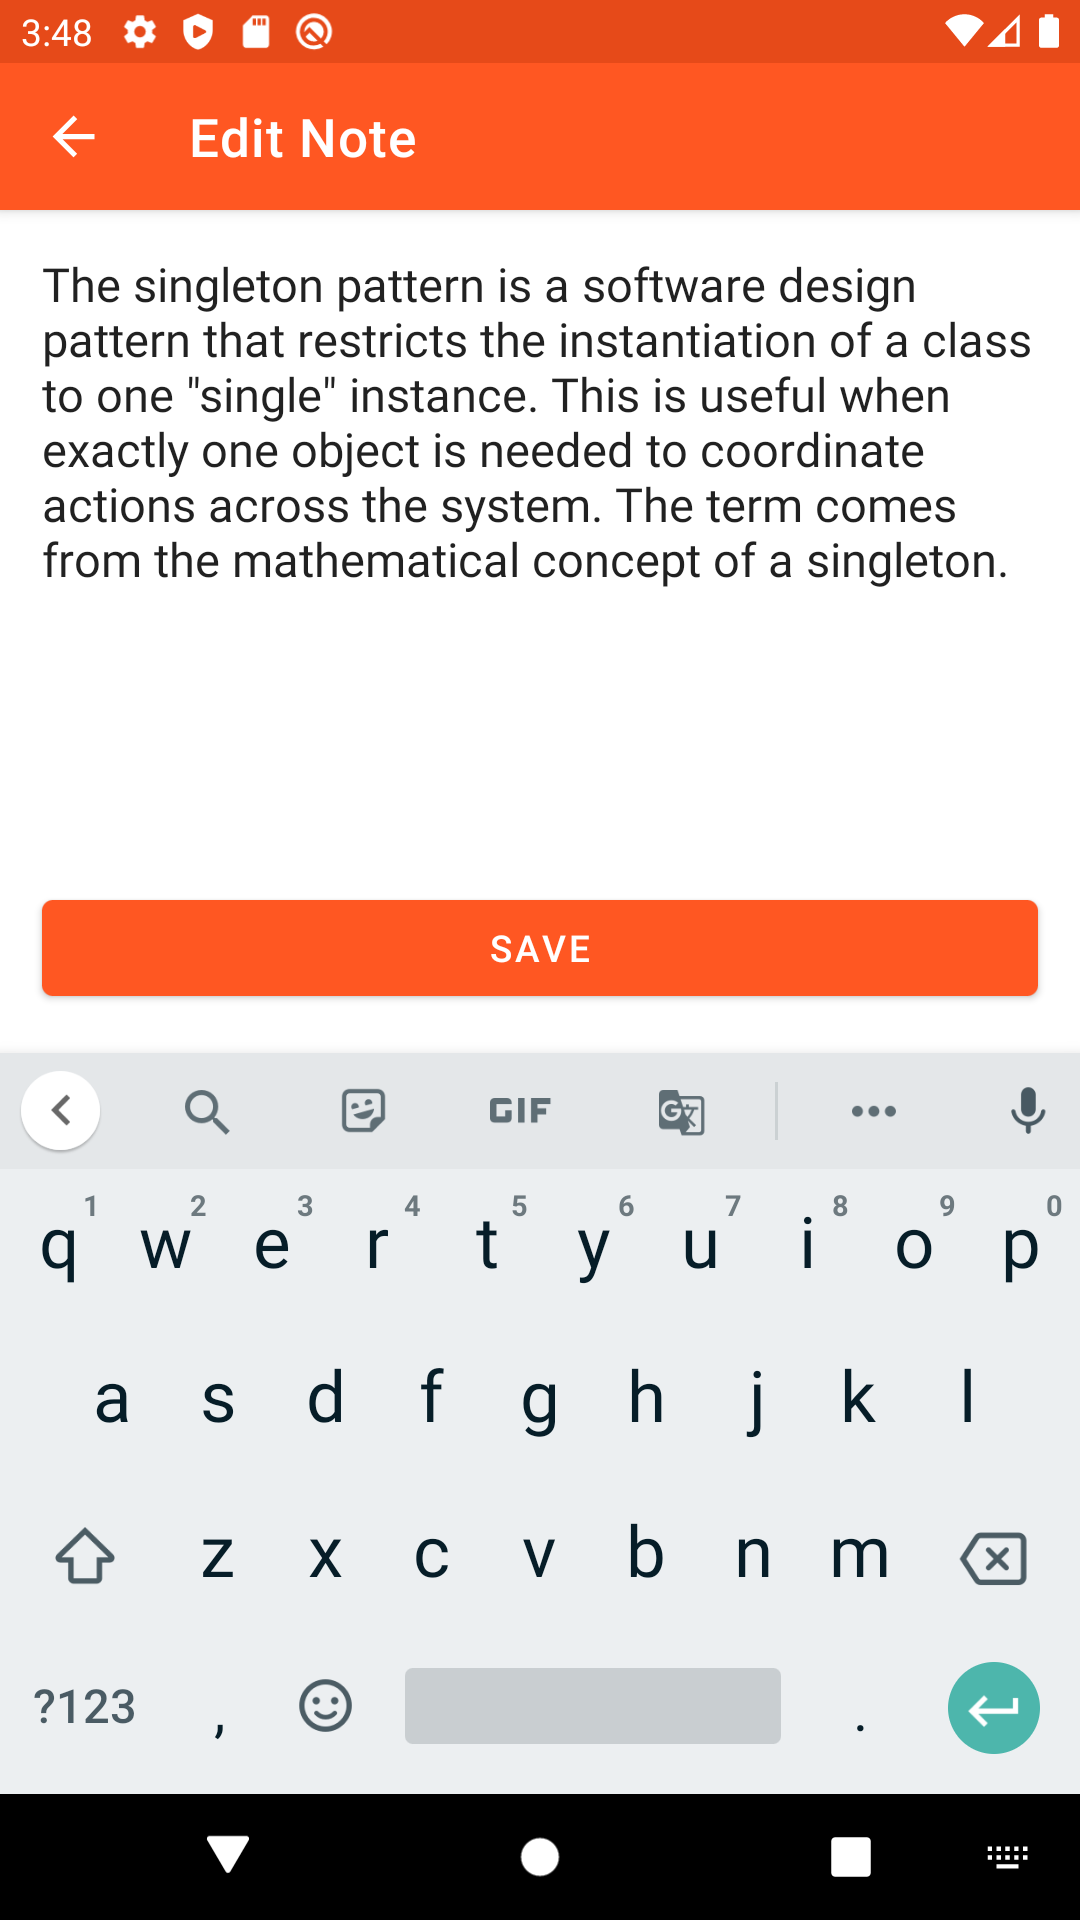 3:48
Edit Note
The singleton pattern is a software design
pattern that restricts the instantiation of a class
to one "single" instance. This is useful when
exactly one object is needed to coordinate
actions across the system. The term comes
from the mathematical concept of a singleton.
SAVE
GIF
1 2 3 4 5 6 7 8 9 0
q w e r t y u i o p
a s d f g h j k l
z x c v b n m
?123 , .